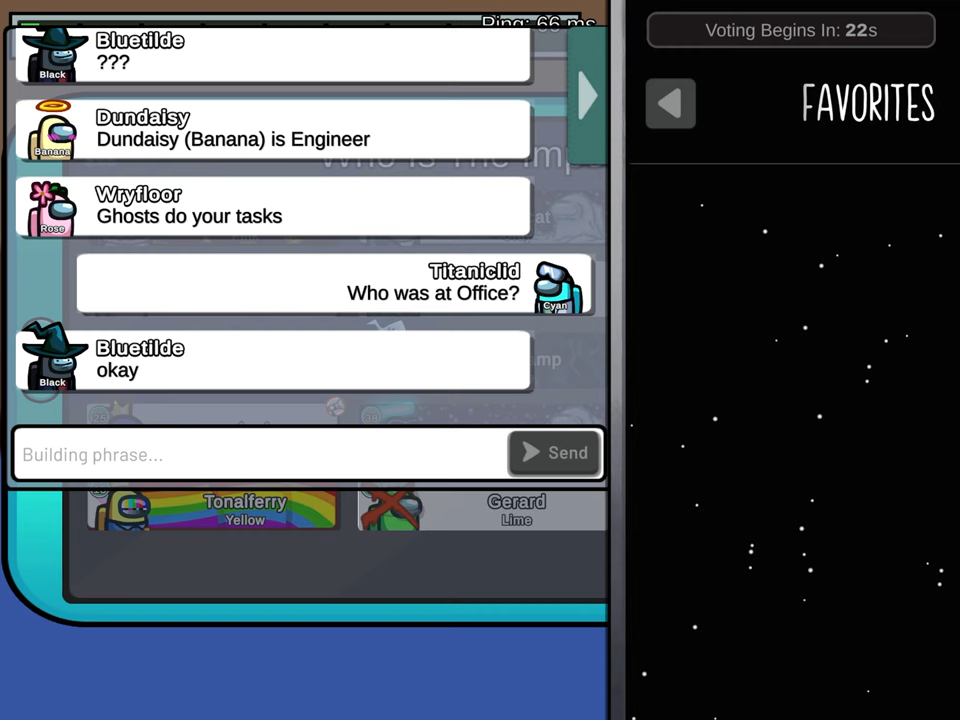 Ping: 66 ms
Voting Begins In: 22s
FAVORITES
Bluetilde
???
Black
Dundaisy
Dundaisy (Banana) is Engineer
Banana
Wryfloor
Ghosts do your tasks
Rose
Titaniclid
Who was at Office?
Cyan
Bluetilde
okay
Black
Building phrase...
Send
Tonalferry
Yellow
Gerard
Lime